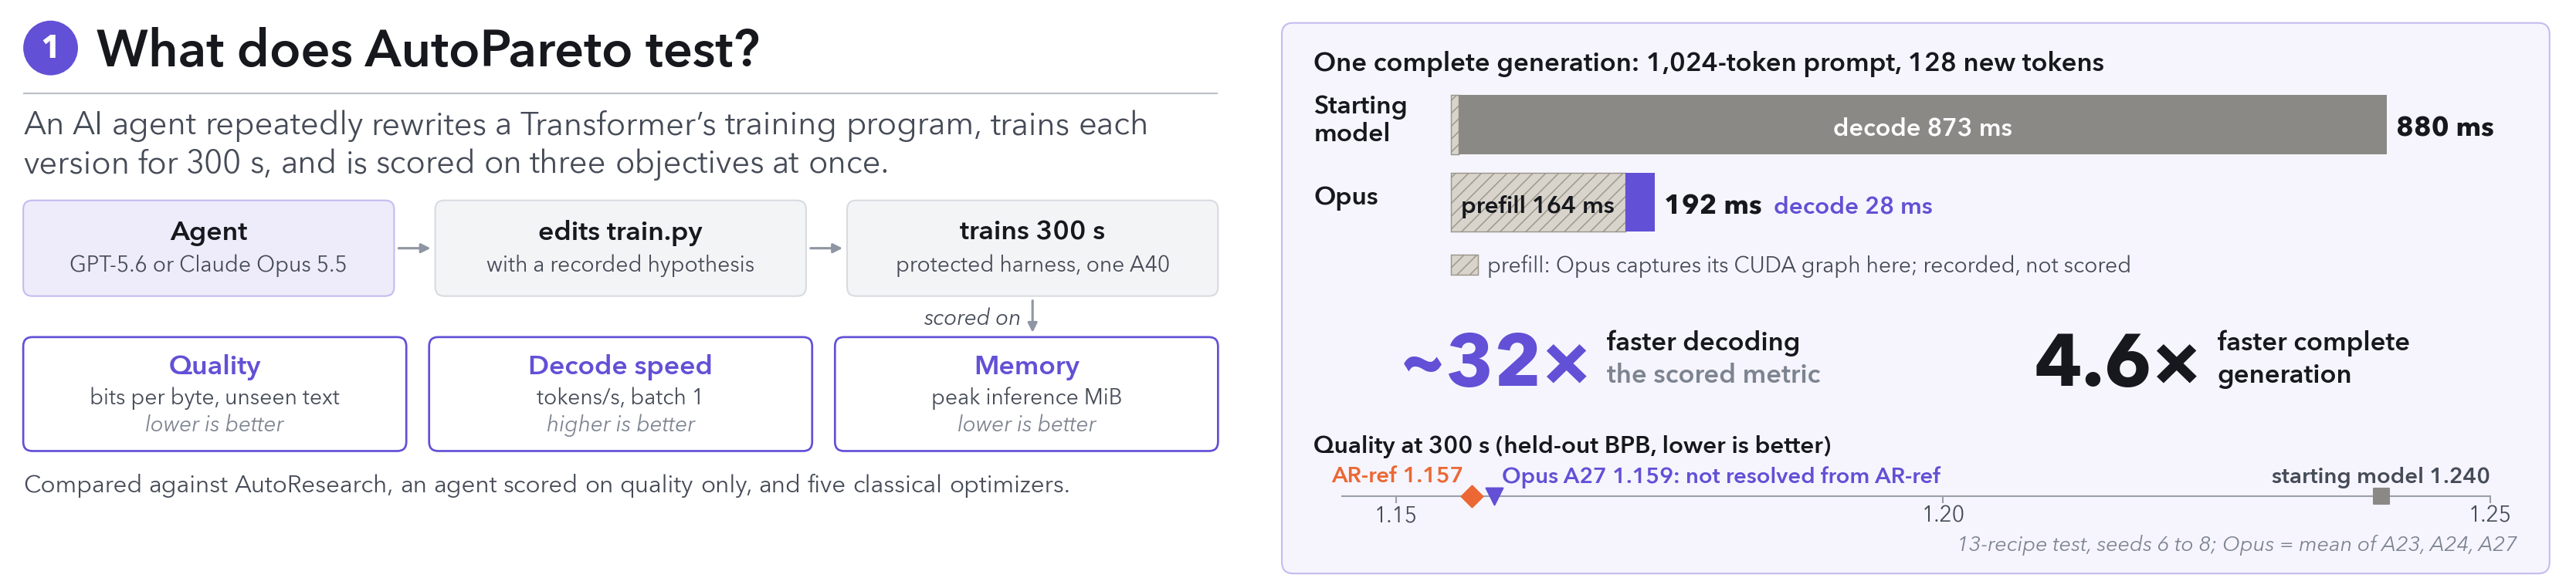 1 What does AutoPareto test?
An AI agent repeatedly rewrites a Transformer’s training program, trains each
version for 300 s, and is scored on three objectives at once.
Agent
GPT-5.6 or Claude Opus 5.5
edits train.py
with a recorded hypothesis
trains 300 s
protected harness, one A40
scored on
Quality
bits per byte, unseen text
lower is better
Decode speed
tokens/s, batch 1
higher is better
Memory
peak inference MiB
lower is better
Compared against AutoResearch, an agent scored on quality only, and five classical optimizers.
One complete generation: 1,024-token prompt, 128 new tokens
Starting
model
decode 873 ms
880 ms
Opus
prefill 164 ms
192 ms decode 28 ms
prefill: Opus captures its CUDA graph here; recorded, not scored
~32×
faster decoding
the scored metric
4.6×
faster complete
generation
Quality at 300 s (held-out BPB, lower is better)
AR-ref 1.157
Opus A27 1.159: not resolved from AR-ref
starting model 1.240
1.15
1.20
1.25
13-recipe test, seeds 6 to 8; Opus = mean of A23, A24, A27